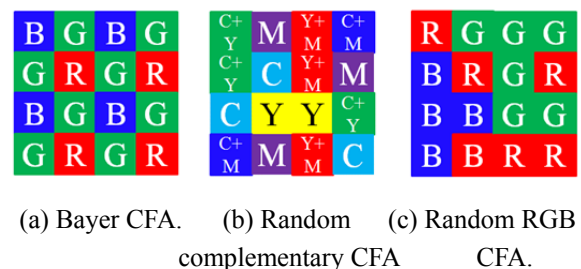 B G B G
G R G R
B G B G
G R G R
C+
Y M Y+
M C+
M
C+
Y C Y+
M M
C Y Y C+
Y
C+
M M Y+
M C
R G G G
B R G R
B B G G
B B R R
(a) Bayer CFA.
(b) Random
complementary CFA
(c) Random RGB
CFA.